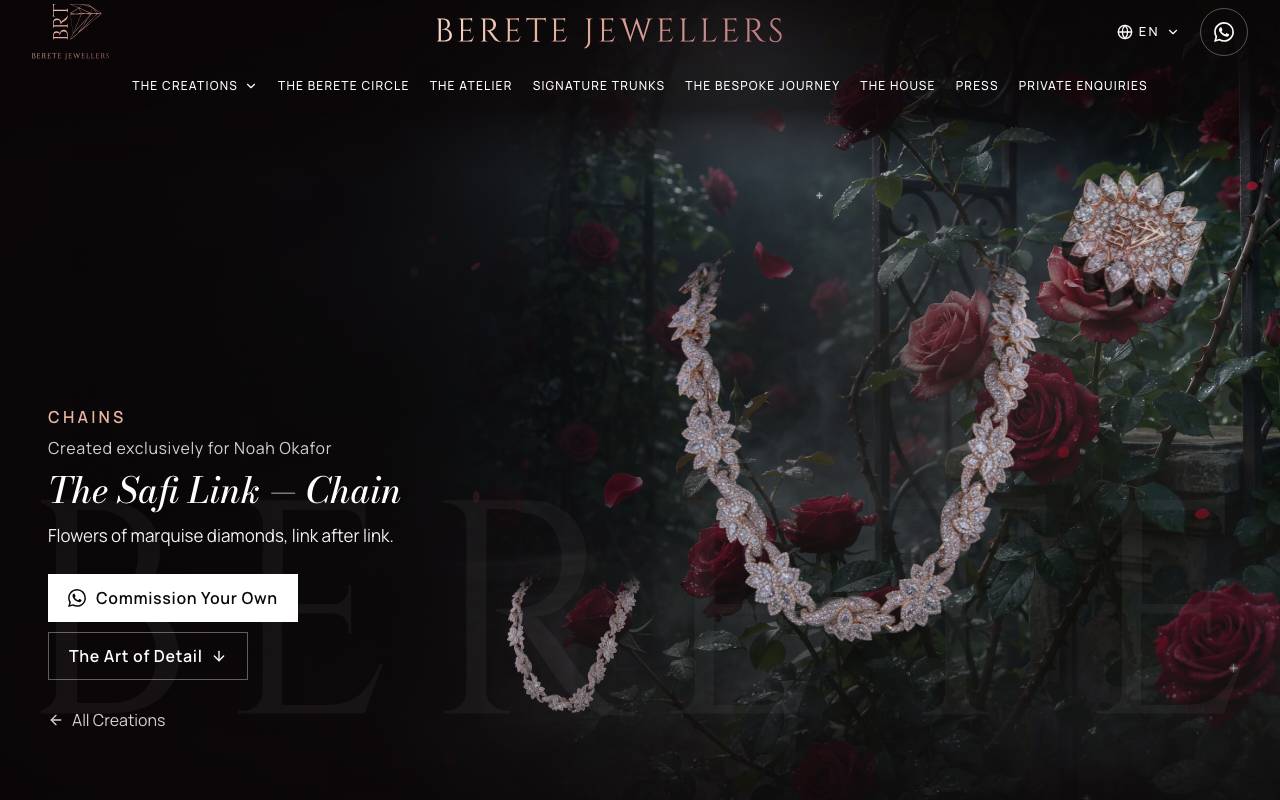 BRT
BERETE JEWELLERS
BERETE JEWELLERS
EN
THE CREATIONS
THE BERETE CIRCLE
THE ATELIER
SIGNATURE TRUNKS
THE BESPOKE JOURNEY
THE HOUSE
PRESS
PRIVATE ENQUIRIES
CHAINS
Created exclusively for Noah Okafor
The Safi Link — Chain
Flowers of marquise diamonds, link after link.
Commission Your Own
The Art of Detail
All Creations
BERETE